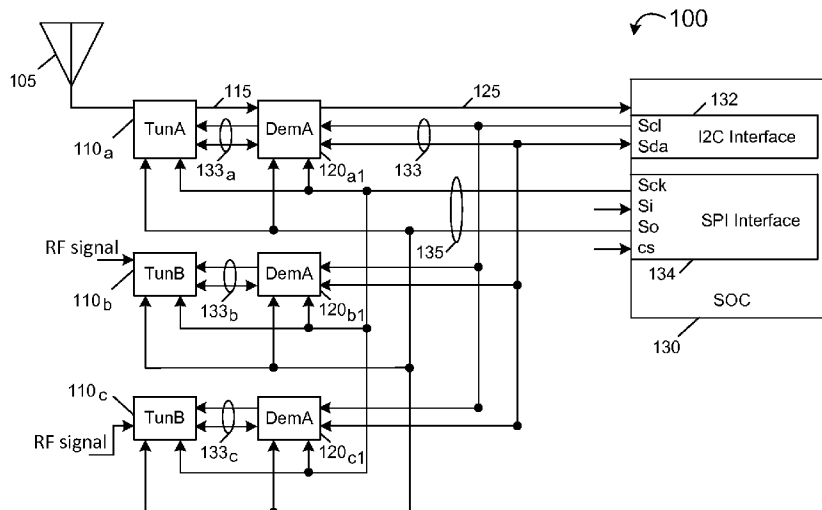 100
105
115
125
132
TunA
DemA
Scl
I2C Interface
Sda
110a
133a
120a1
133
Sck
Si
SPI Interface
So
cs
135
134
SOC
130
RF signal
TunB
DemA
110b
133b
120b1
110c
TunB
DemA
RF signal
133c
120c1